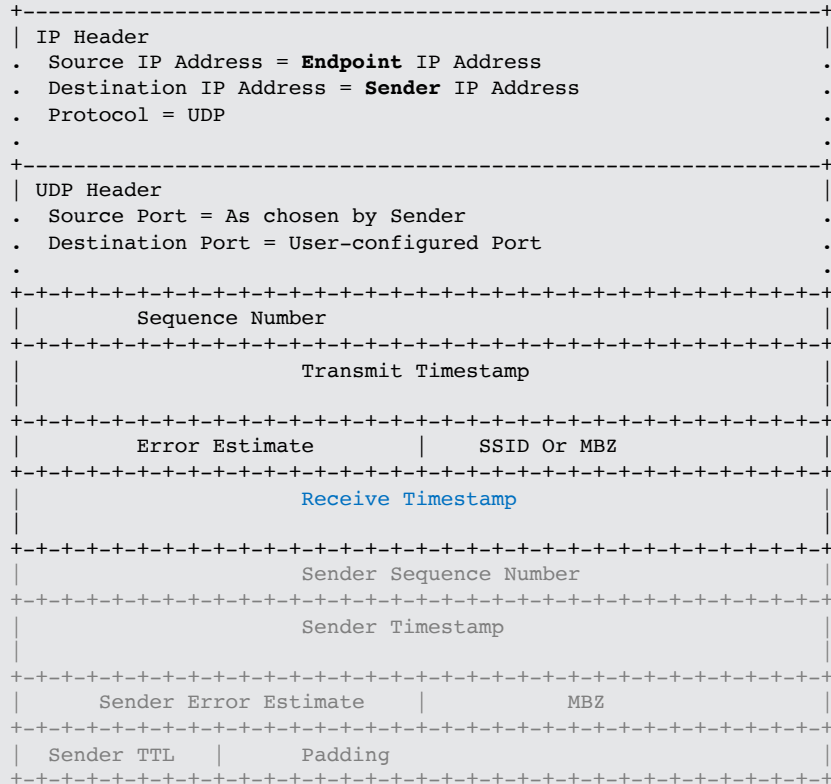 IP Header
Source IP Address = Endpoint IP Address
Destination IP Address = Sender IP Address
Protocol = UDP
UDP Header
Source Port = As chosen by Sender
Destination Port = User-configured Port
Sequence Number
Transmit Timestamp
Error Estimate | SSID Or MBZ
Receive Timestamp
Sender Sequence Number
Sender Timestamp
Sender Error Estimate | MBZ
Sender TTL | Padding